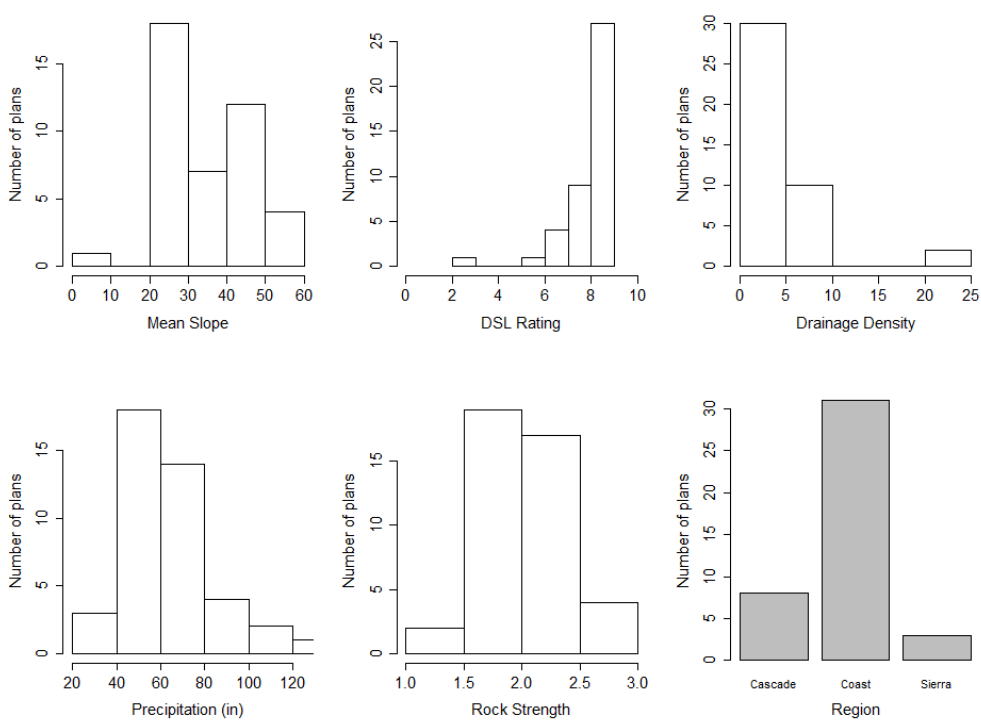 Number of plans
0 5 10 15
0 10 20 30 40 50 60
Mean Slope
Number of plans
0 5 10 15 20 25
0 2 4 6 8 10
DSL Rating
Number of plans
0 5 10 15 20 25 30
0 5 10 15 20 25
Drainage Density
Number of plans
0 5 10 15
20 40 60 80 100 120
Precipitation (in)
Number of plans
0 5 10 15
1.0 1.5 2.0 2.5 3.0
Rock Strength
Number of plans
0 5 10 15 20 25 30
Cascade Coast Sierra
Region